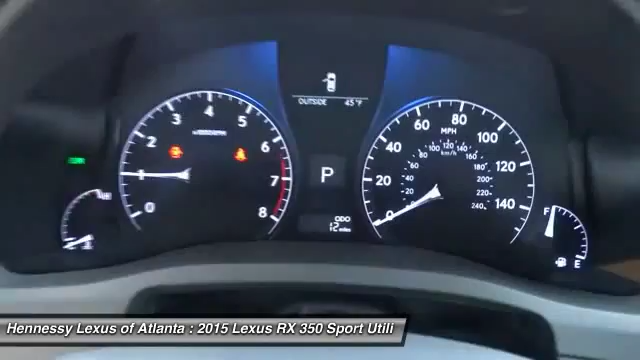 OUTSIDE 45°F
0 1 2 3 4 5 6 7 8
P
ODO
12 miles
MPH
km/h
0 20 40 60 80 100 120 140
20 40 60 80 100 120 140 160 180 200 220 240
H
F
E
Hennessy Lexus of Atlanta : 2015 Lexus RX 350 Sport Utili